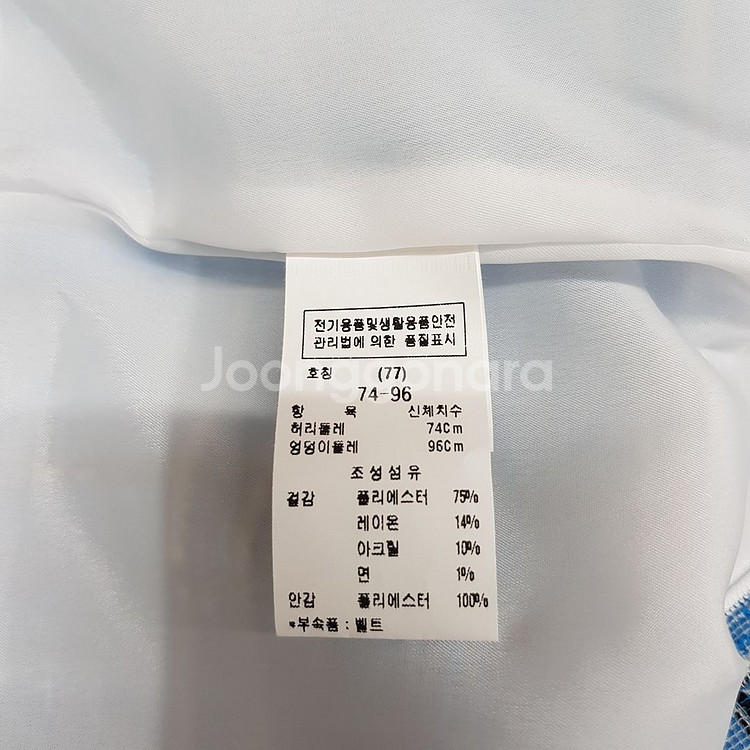 전기용품및생활용품안전
관리법에 의한 품질표시
호칭 (77)
74-96
항 목 신체치수
허리둘레 74Cm
엉덩이둘레 96Cm
조성섬유
겉감 폴리에스터 75%
레이온 14%
아크릴 10%
면 1%
안감 폴리에스터 100%
*부속품 : 벨트
Joonggonara